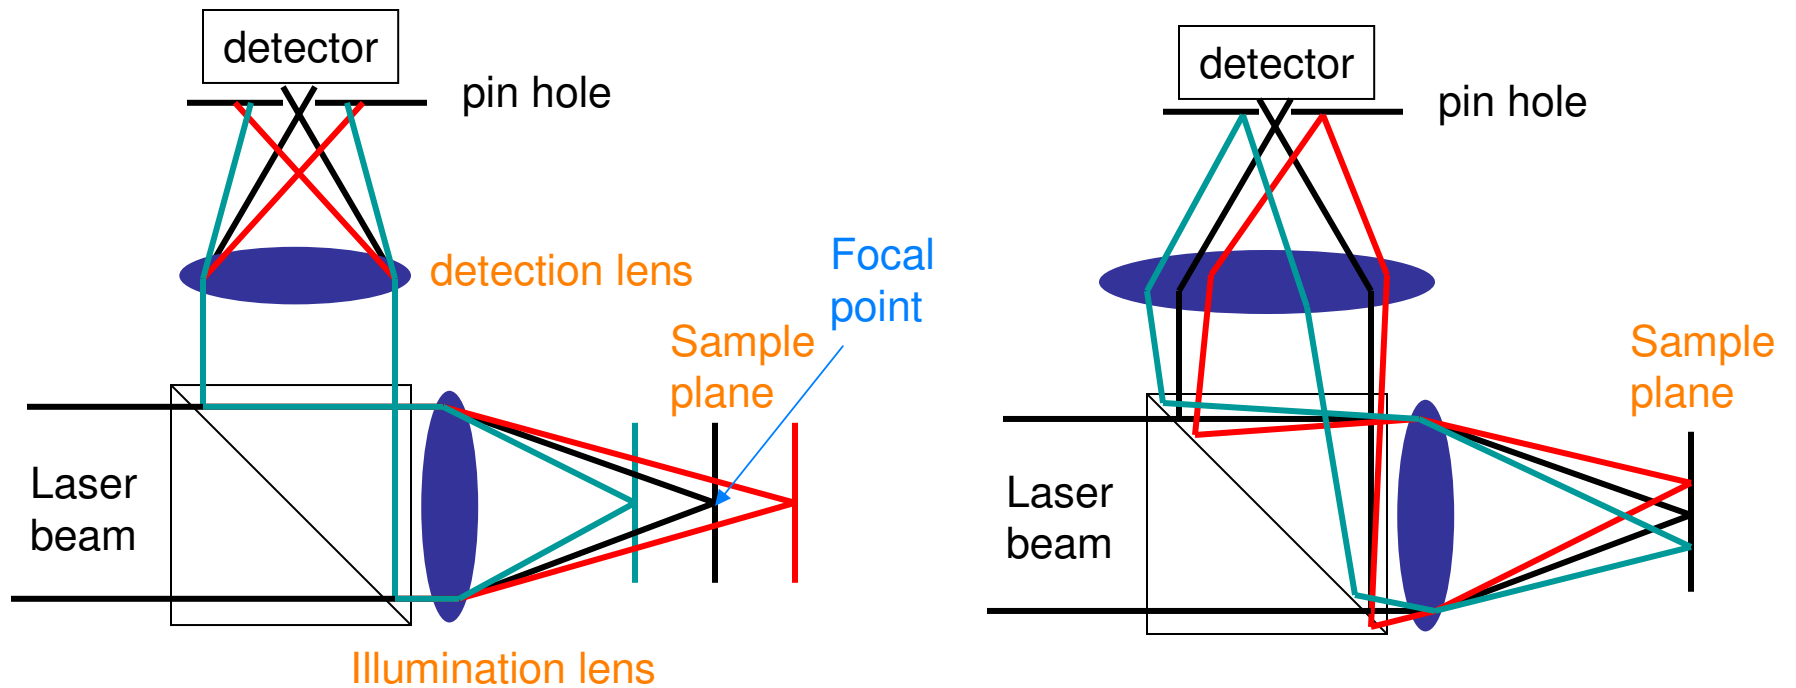 detector
pin hole
detection lens
Focal
point
Sample
plane
Laser
beam
Illumination lens
detector
pin hole
Sample
plane
Laser
beam